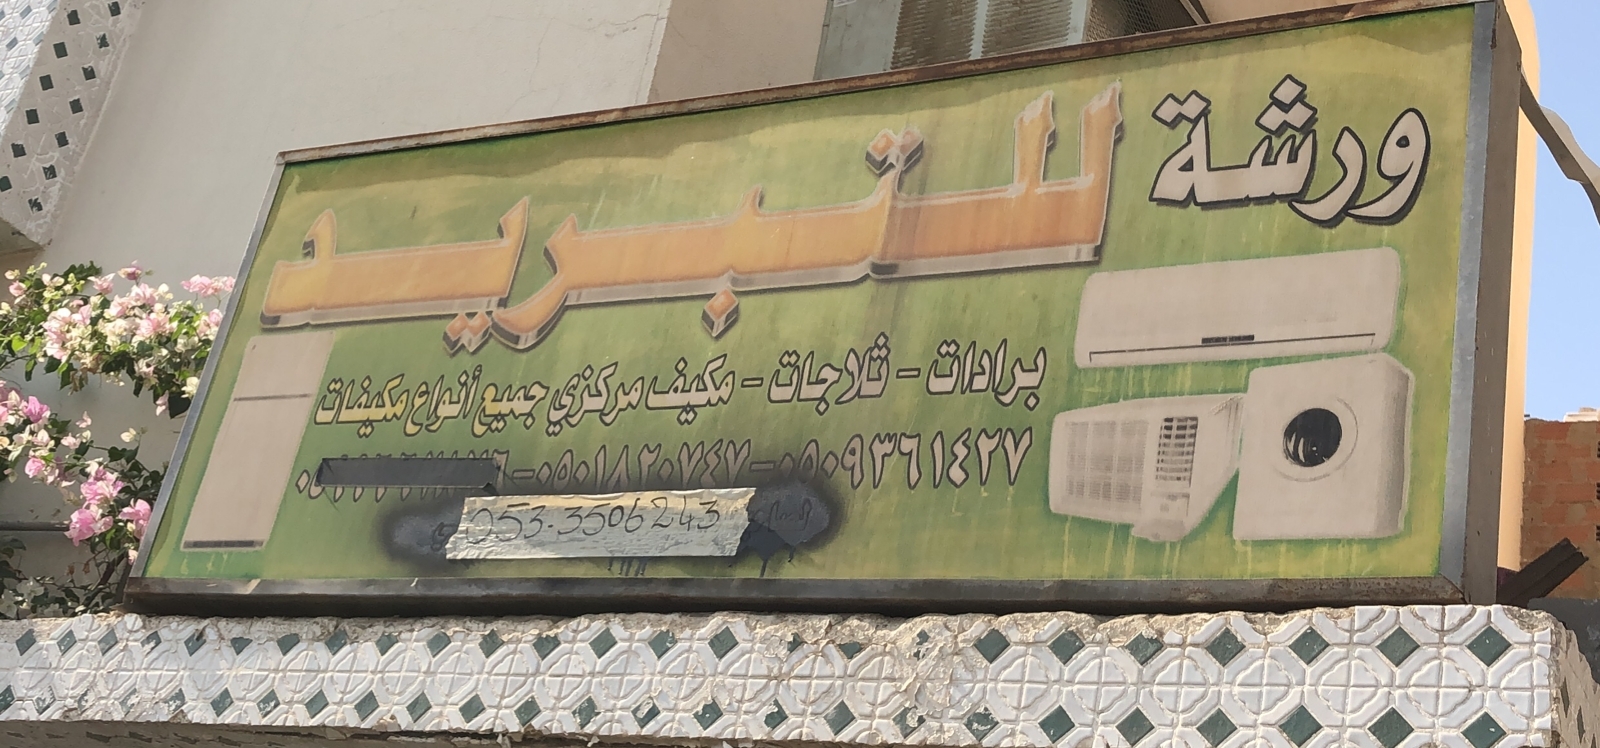 ورشة للتبريد
برادات - ثلاجات - مكيف مركزي جميع أنواع مكيفات
٠٥٠٩٣٦١٤٢٧-٠٥٠١٨٢٠٧٤٧-
053-3506243